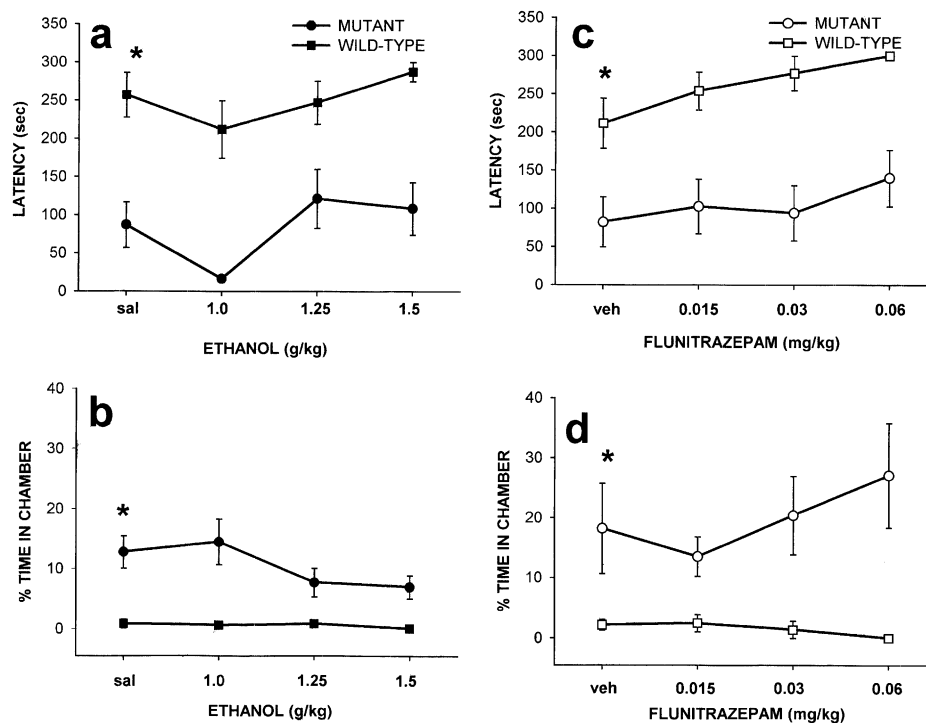 a
*
MUTANT
WILD-TYPE
350
300
250
200
150
100
50
0
LATENCY (sec)
sal 1.0 1.25 1.5
ETHANOL (g/kg)
c
*
MUTANT
WILD-TYPE
350
300
250
200
150
100
50
0
LATENCY (sec)
veh 0.015 0.03 0.06
FLUNITRAZEPAM (mg/kg)
b
*
40
30
20
10
0
% TIME IN CHAMBER
sal 1.0 1.25 1.5
ETHANOL (g/kg)
d
*
40
30
20
10
0
% TIME IN CHAMBER
veh 0.015 0.03 0.06
FLUNITRAZEPAM (mg/kg)